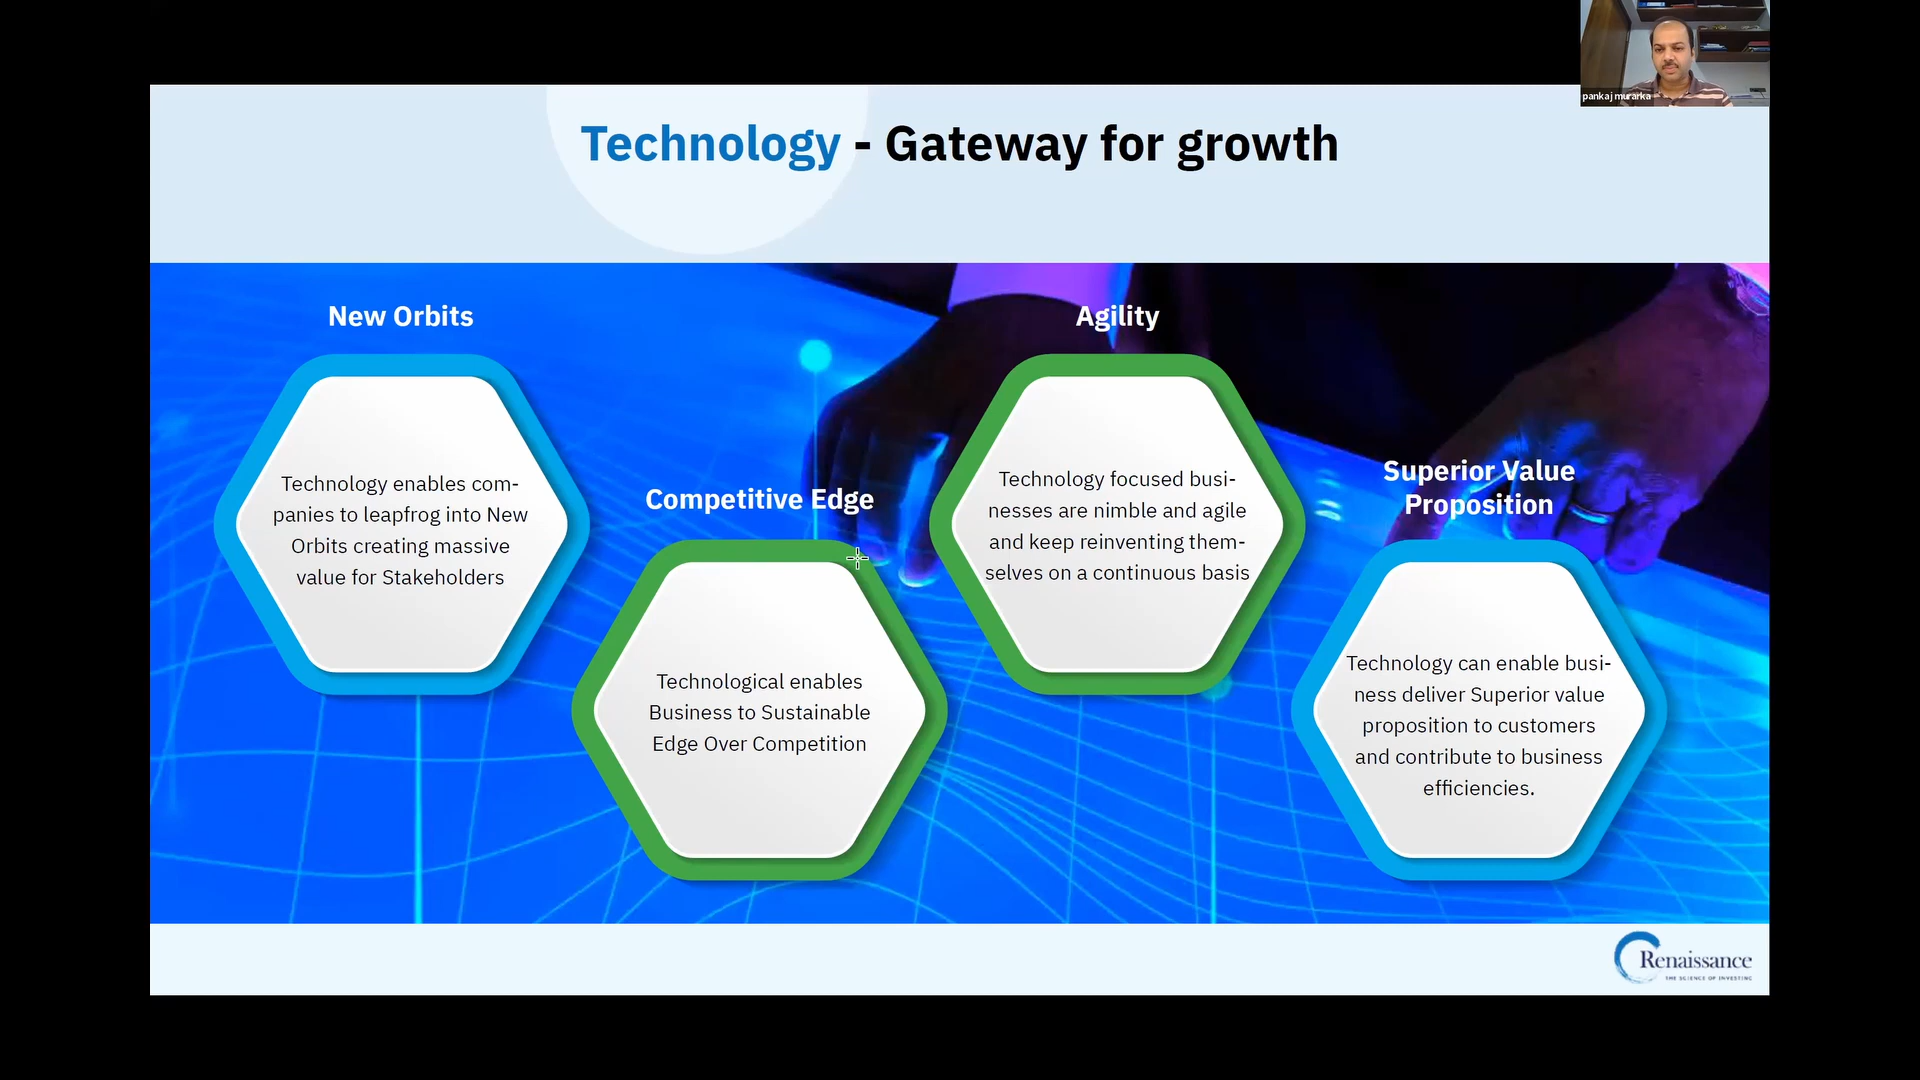 pankaj murarka
Technology - Gateway for growth
New Orbits
Technology enables com-
panies to leapfrog into New
Orbits creating massive
value for Stakeholders
Competitive Edge
Technological enables
Business to Sustainable
Edge Over Competition
Agility
Technology focused busi-
nesses are nimble and agile
and keep reinventing them-
selves on a continuous basis
Superior Value
Proposition
Technology can enable busi-
ness deliver Superior value
proposition to customers
and contribute to business
efficiencies.
Renaissance
THE SCIENCE OF INVESTING